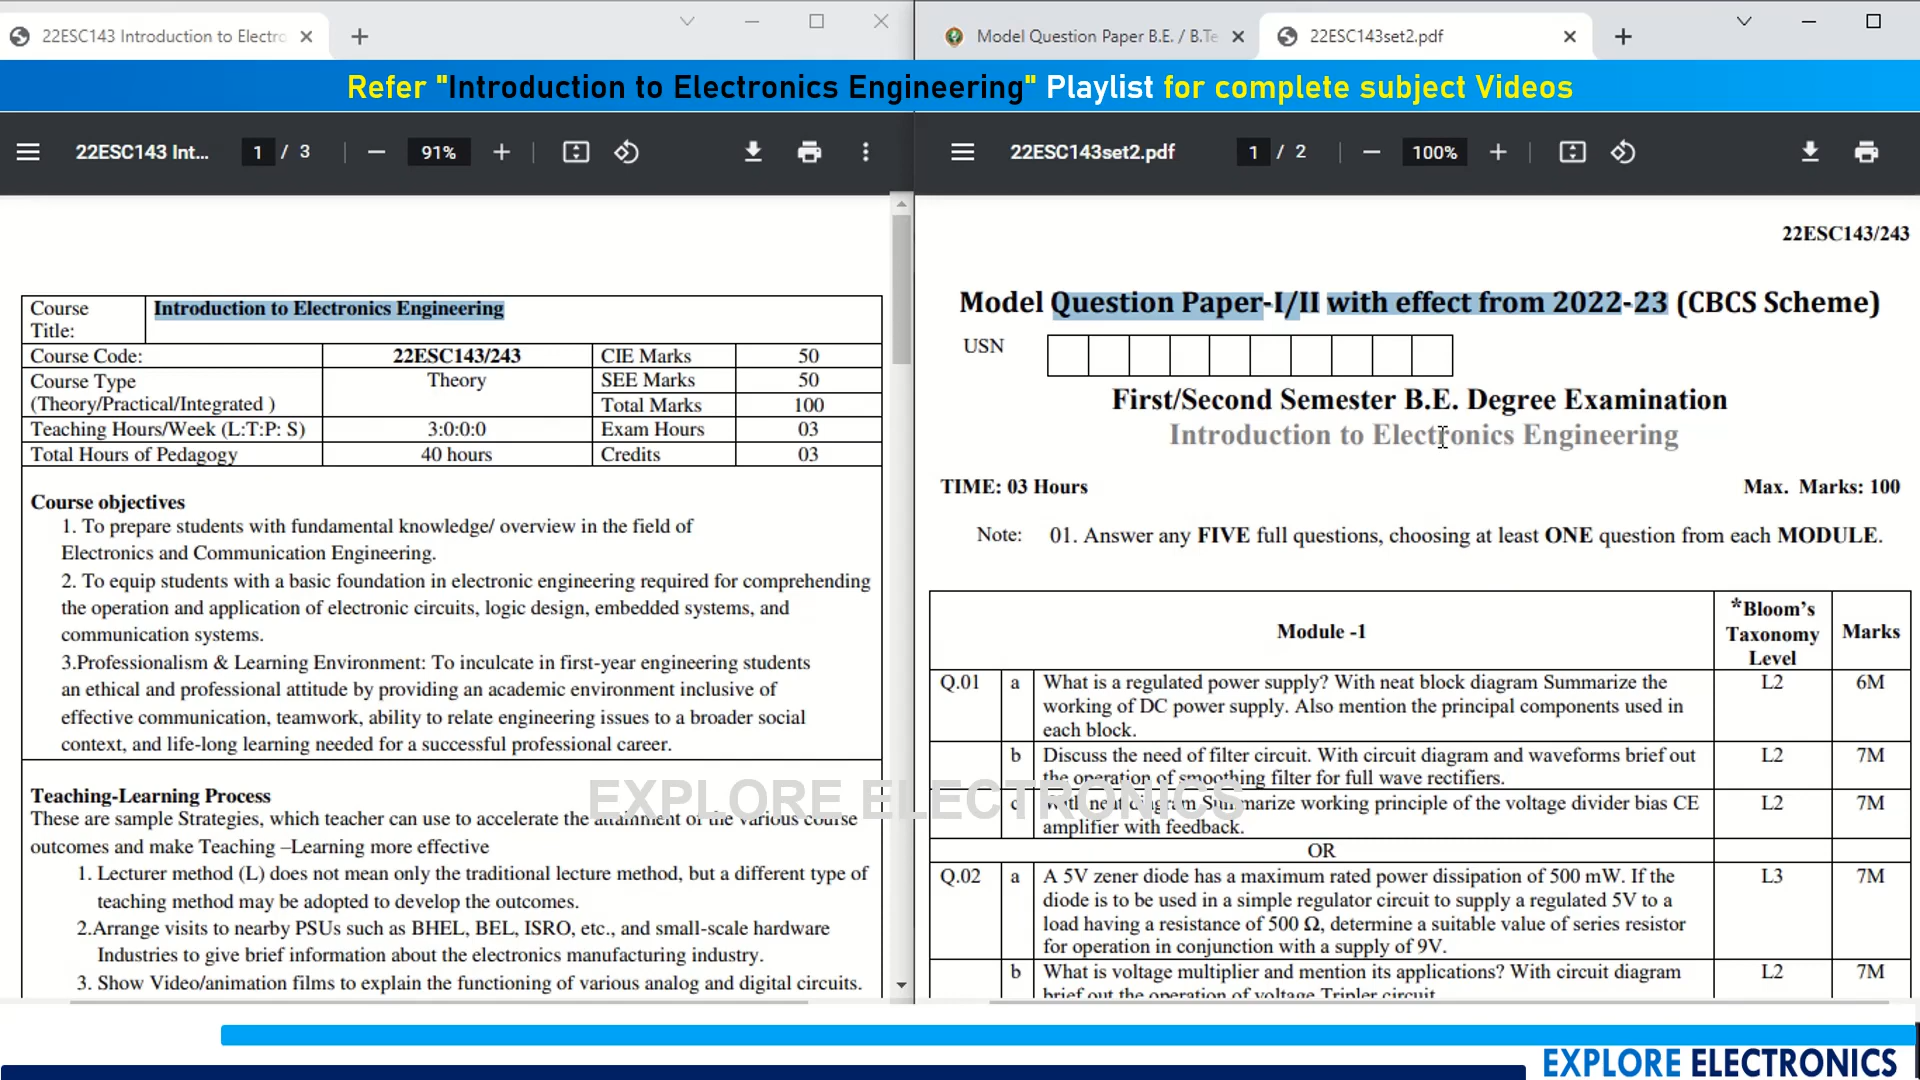 22ESC143 Introduction to Electro
Model Question Paper B.E. / B.Te
22ESC143set2.pdf
Refer "Introduction to Electronics Engineering" Playlist for complete subject Videos
22ESC143 Int...
1 / 3
91%
22ESC143set2.pdf
1 / 2
100%
Course Title:
Introduction to Electronics Engineering
Course Code: 22ESC143/243 CIE Marks 50
Course Type Theory SEE Marks 50
(Theory/Practical/Integrated ) Total Marks 100
Teaching Hours/Week (L:T:P: S) 3:0:0:0 Exam Hours 03
Total Hours of Pedagogy 40 hours Credits 03
Course objectives
1. To prepare students with fundamental knowledge/ overview in the field of
Electronics and Communication Engineering.
2. To equip students with a basic foundation in electronic engineering required for comprehending
the operation and application of electronic circuits, logic design, embedded systems, and
communication systems.
3.Professionalism & Learning Environment: To inculcate in first-year engineering students
an ethical and professional attitude by providing an academic environment inclusive of
effective communication, teamwork, ability to relate engineering issues to a broader social
context, and life-long learning needed for a successful professional career.
Teaching-Learning Process
These are sample Strategies, which teacher can use to accelerate the attainment of the various course
outcomes and make Teaching –Learning more effective
1. Lecturer method (L) does not mean only the traditional lecture method, but a different type of
teaching method may be adopted to develop the outcomes.
2.Arrange visits to nearby PSUs such as BHEL, BEL, ISRO, etc., and small-scale hardware
Industries to give brief information about the electronics manufacturing industry.
3. Show Video/animation films to explain the functioning of various analog and digital circuits.
22ESC143/243
Model Question Paper-I/II with effect from 2022-23 (CBCS Scheme)
USN
First/Second Semester B.E. Degree Examination
Introduction to Electronics Engineering
TIME: 03 Hours Max. Marks: 100
Note: 01. Answer any FIVE full questions, choosing at least ONE question from each MODULE.
Module -1 *Bloom's Taxonomy Level Marks
Q.01 a What is a regulated power supply? With neat block diagram Summarize the L2 6M
working of DC power supply. Also mention the principal components used in
each block.
b Discuss the need of filter circuit. With circuit diagram and waveforms brief out L2 7M
the operation of smoothing filter for full wave rectifiers.
c With neat diagram Summarize working principle of the voltage divider bias CE L2 7M
amplifier with feedback.
OR
Q.02 a A 5V zener diode has a maximum rated power dissipation of 500 mW. If the L3 7M
diode is to be used in a simple regulator circuit to supply a regulated 5V to a
load having a resistance of 500 Ω, determine a suitable value of series resistor
for operation in conjunction with a supply of 9V.
b What is voltage multiplier and mention its applications? With circuit diagram L2 7M
brief out the operation of voltage Tripler circuit
EXPLORE ELECTRONICS
EXPLORE ELECTRONICS